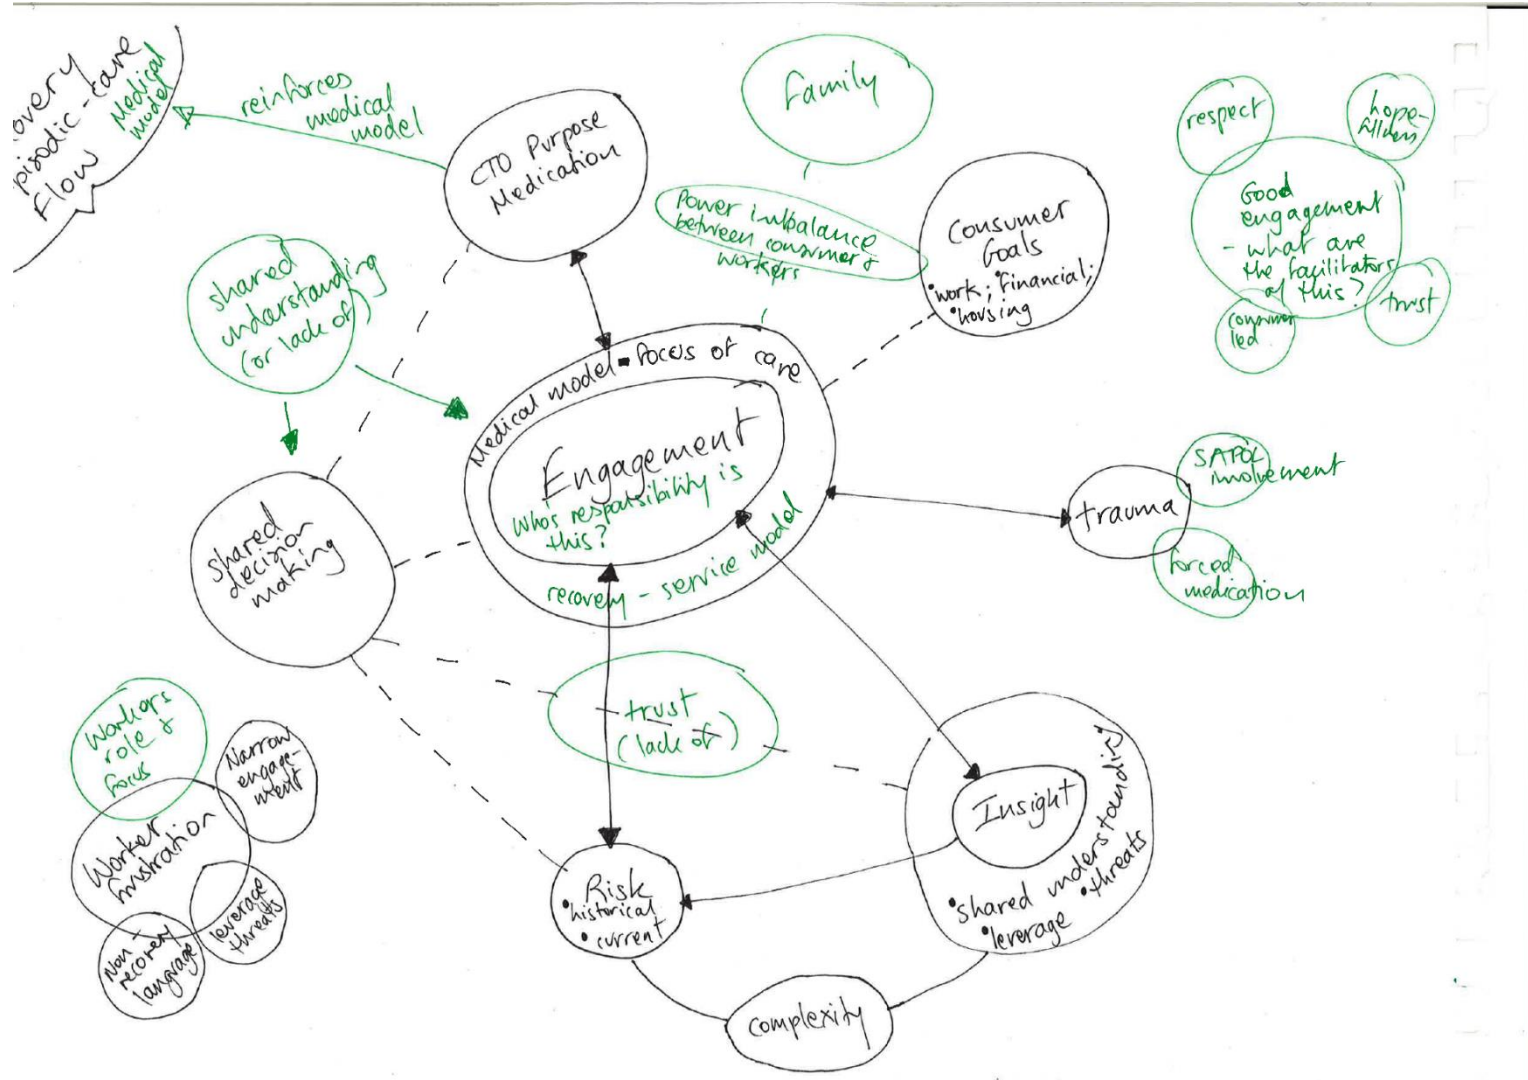 overy
pisodic-care
Flow
Medical
model
reinforces
medical
model
CTO Purpose
Medication
family
Power imbalance
between consumer &
workers
Consumer
Goals
•work; •financial;
•housing
respect
hope-
Good
engagement
- what are
the facilitators
of this?
consumer
led
trust
shared
understanding
(or lack of)
Medical model - focus of care
Engagement
Who's responsibility is
this?
recovery - service model
SAPOL
involvement
trauma
forced
medication
shared
decision
making
trust
(lack of)
Workers
role &
focus
Narrow
engage-
ment
Worker
frustration
leverage
threats
Non-
recovery
language
Risk
•historical
•current
Insight
•shared understanding
•leverage •threats
complexity